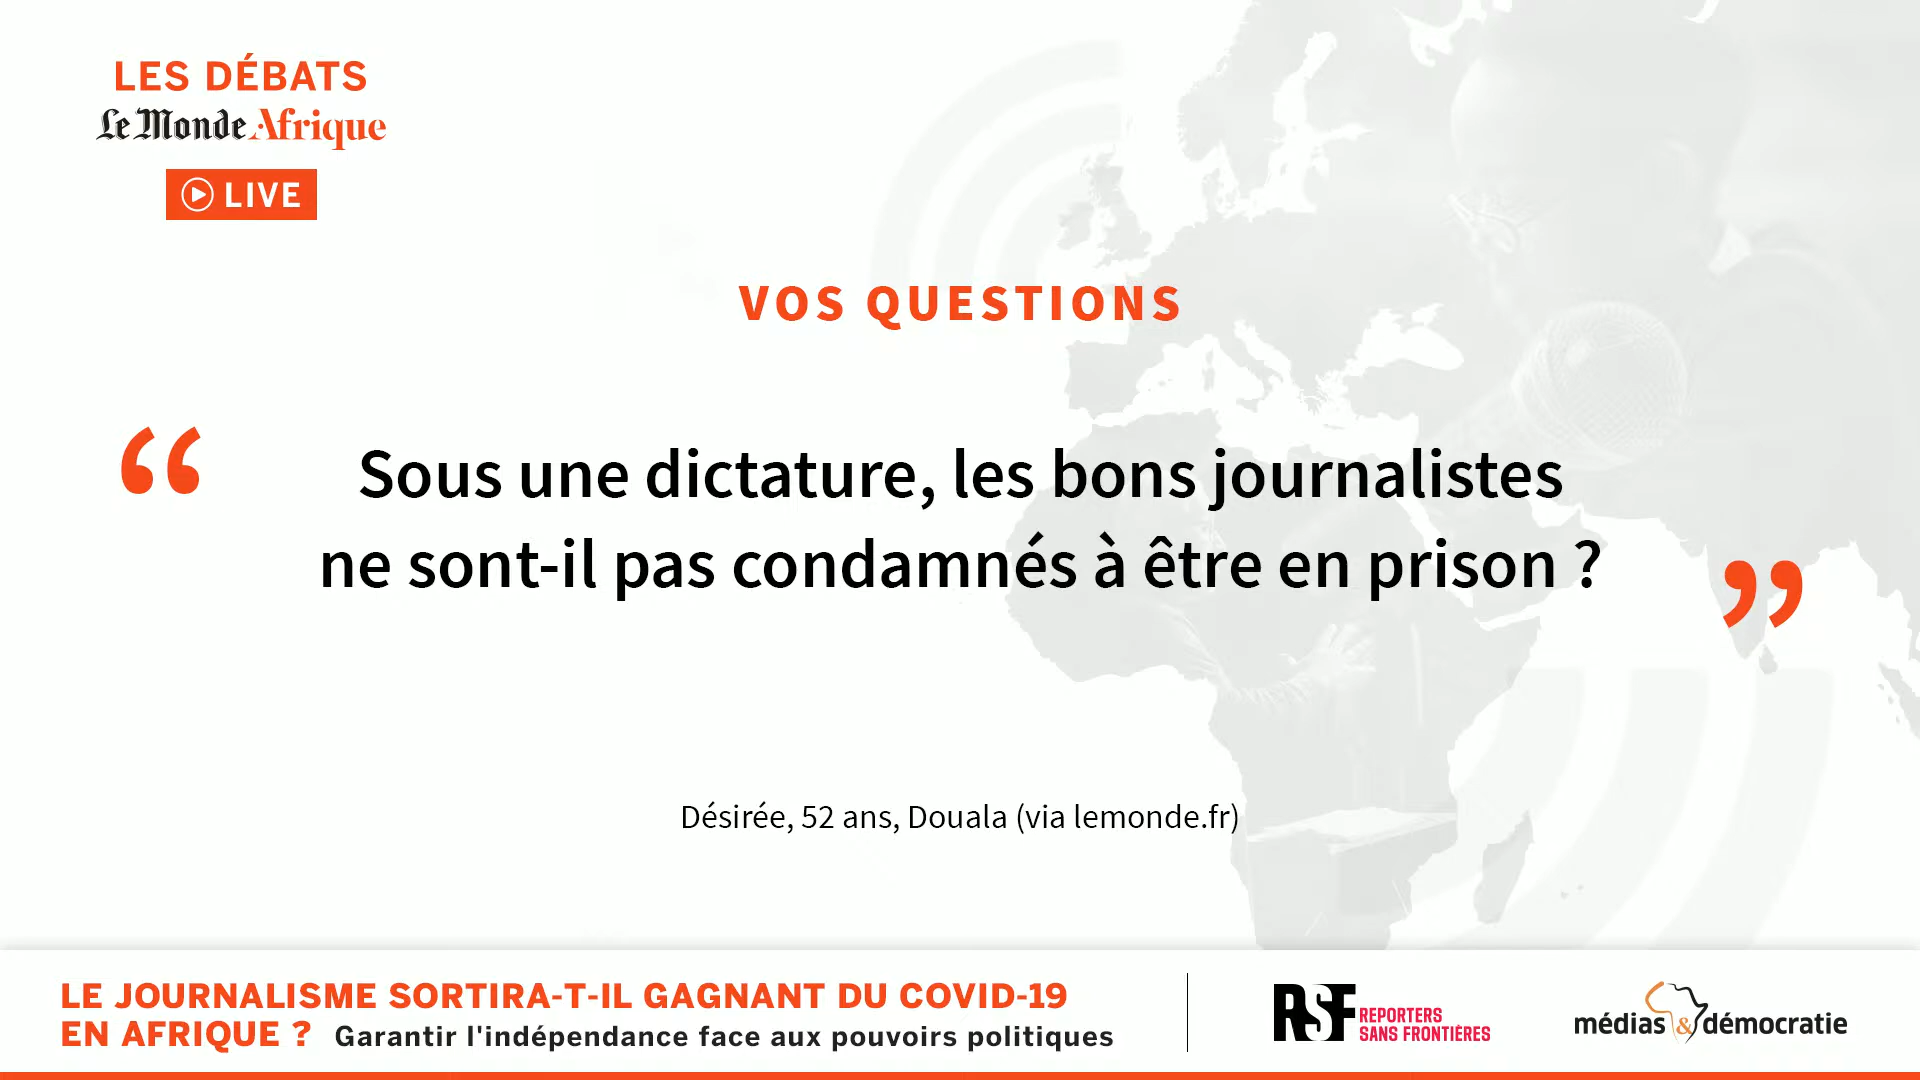 LES DÉBATS
Le Monde Afrique
LIVE
VOS QUESTIONS
“ Sous une dictature, les bons journalistes
ne sont-il pas condamnés à être en prison ? ”
Désirée, 52 ans, Douala (via lemonde.fr)
LE JOURNALISME SORTIRA-T-IL GAGNANT DU COVID-19
EN AFRIQUE ? Garantir l'indépendance face aux pouvoirs politiques
RSF REPORTERS
SANS FRONTIÈRES
médias & démocratie